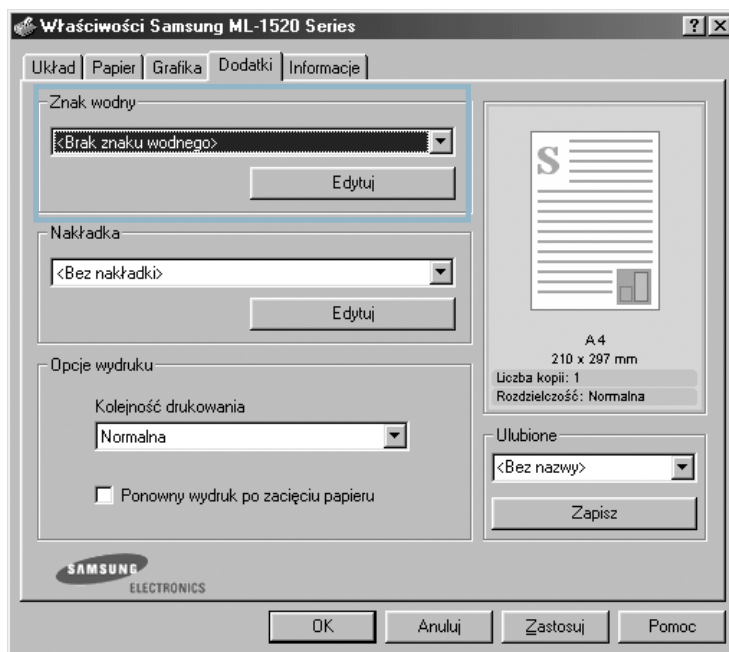 Właściwości Samsung ML-1520 Series
Układ Papier Grafika Dodatki Informacje
Znak wodny
<Brak znaku wodnego>
Edytuj
Nakładka
<Bez nakładki>
Edytuj
Opcje wydruku
Kolejność drukowania
Normalna
Ponowny wydruk po zacięciu papieru
S
A4
210 x 297 mm
Liczba kopii: 1
Rozdzielczość: Normalna
Ulubione
<Bez nazwy>
Zapisz
SAMSUNG
ELECTRONICS
OK Anuluj Zastosuj Pomoc